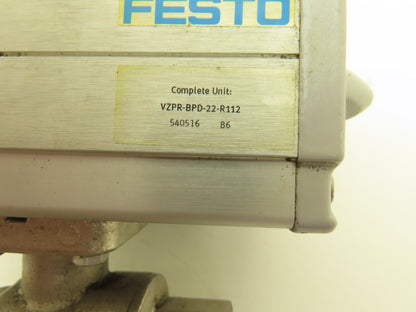 FESTO
Complete Unit:
VZPR-BPD-22-R112
540516 B6